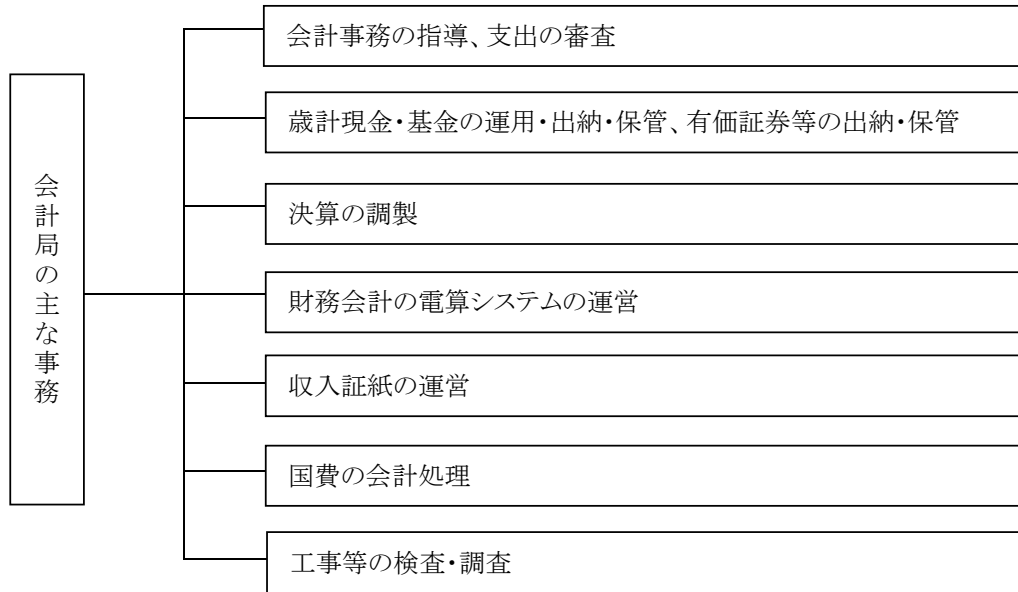 会計局の主な事務
会計事務の指導、支出の審査
歳計現金・基金の運用・出納・保管、有価証券等の出納・保管
決算の調製
財務会計の電算システムの運営
収入証紙の運営
国費の会計処理
工事等の検査・調査